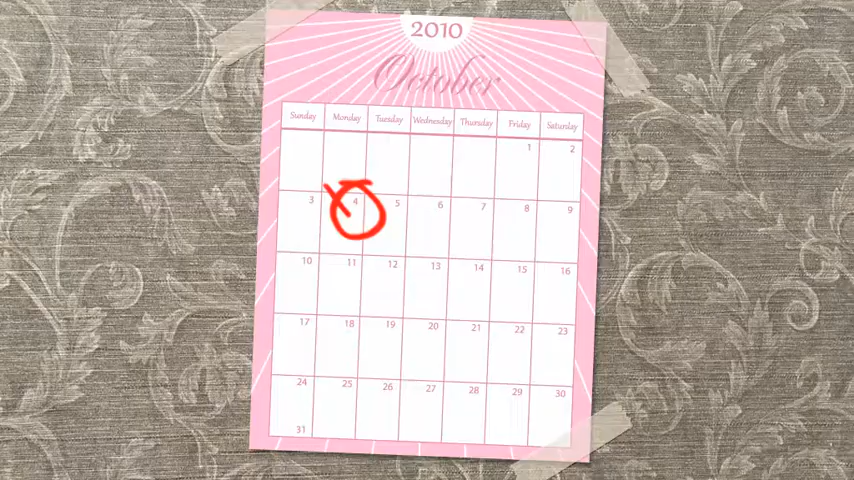 2010
October
Sunday Monday Tuesday Wednesday Thursday Friday Saturday
1 2
3 4 5 6 7 8 9
10 11 12 13 14 15 16
17 18 19 20 21 22 23
24 25 26 27 28 29 30
31